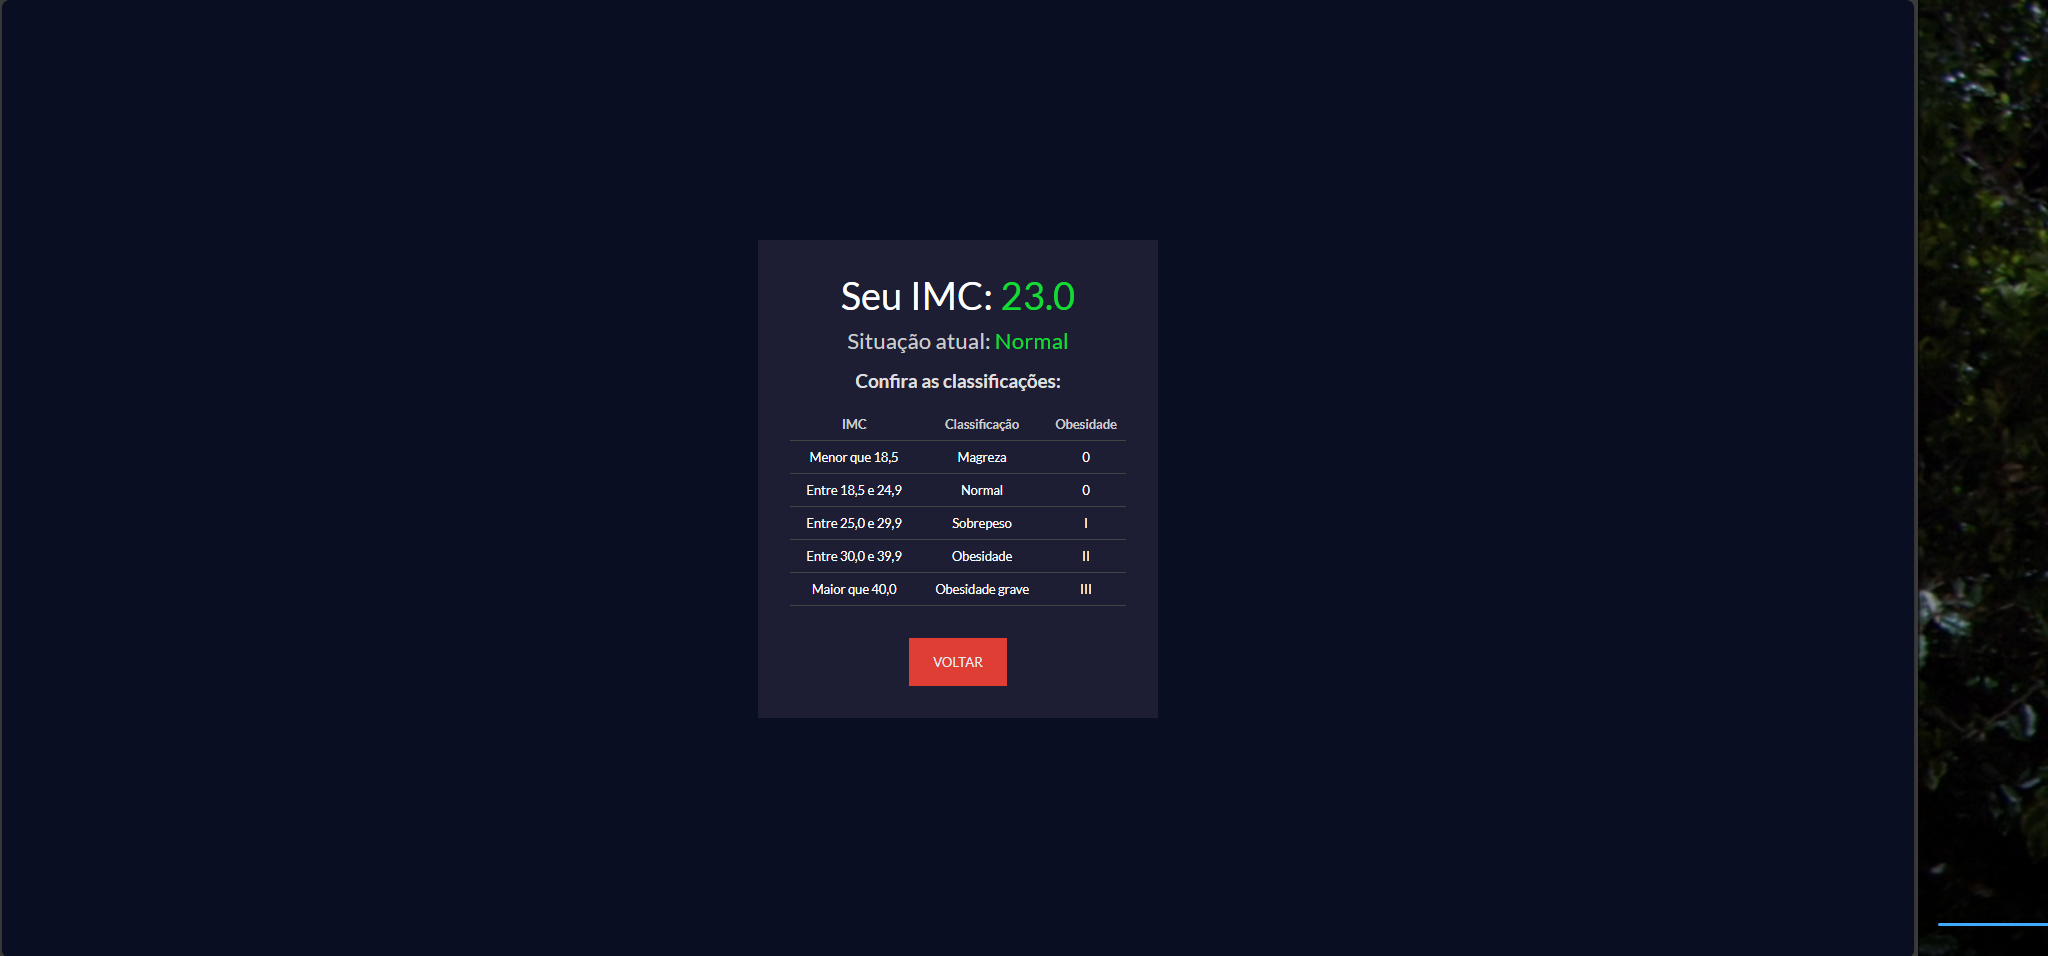 Seu IMC: 23.0
Situação atual: Normal
Confira as classificações:
IMC Classificação Obesidade
Menor que 18,5 Magreza 0
Entre 18,5 e 24,9 Normal 0
Entre 25,0 e 29,9 Sobrepeso I
Entre 30,0 e 39,9 Obesidade II
Maior que 40,0 Obesidade grave III
VOLTAR